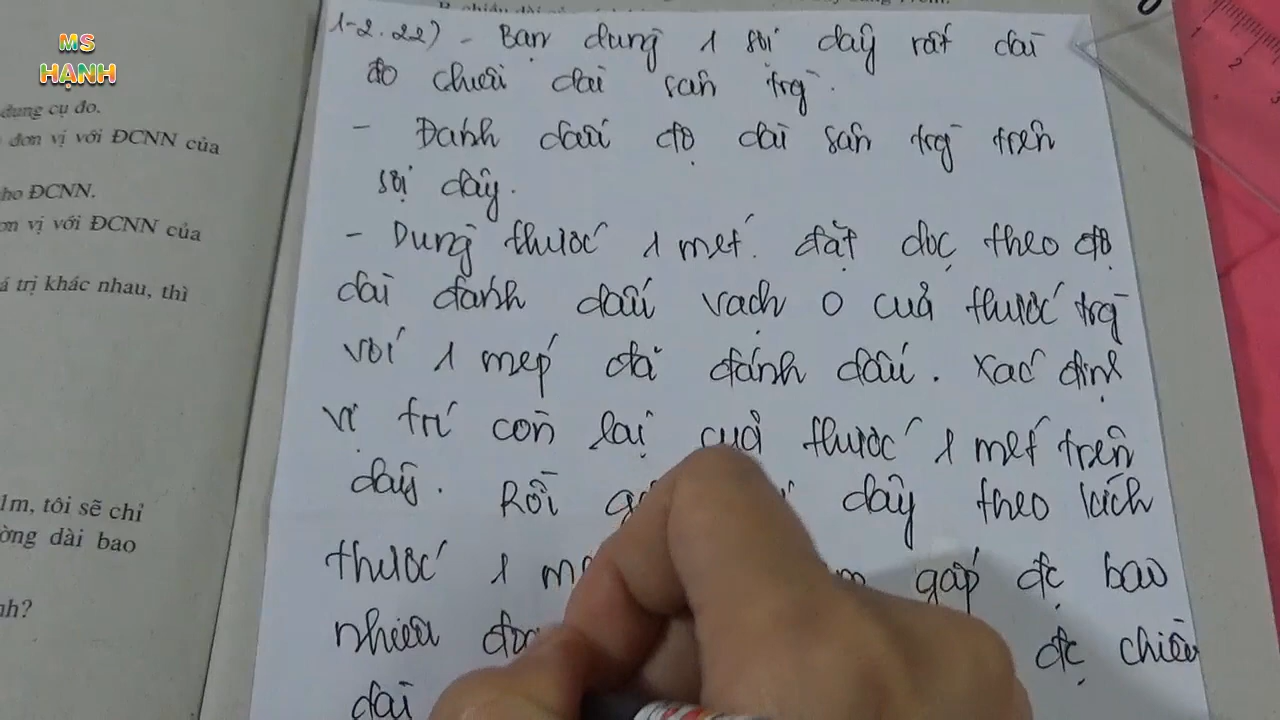 MS
HẠNH
dụng cụ đo.
đơn vị với ĐCNN của
ho ĐCNN.
ơn vị với ĐCNN của
á trị khác nhau, thì
1m, tôi sẽ chỉ
ờng dài bao
nh?
1-2.22) - Bạn dùng 1 sợi dây rất dài
đo chiều dài sân trg.
- Đánh dấu độ dài sân trg trên
sợi dây.
- Dùng thước 1 mét. đặt dọc theo độ
dài đánh dấu vạch 0 của thước trg
với 1 mép đã đánh dấu. Xác định
vị trí còn lại của thước 1 mét trên
dây. Rồi dây theo kích
thước 1 gấp đc bao
nhiêu đc chiều
dài
2
3